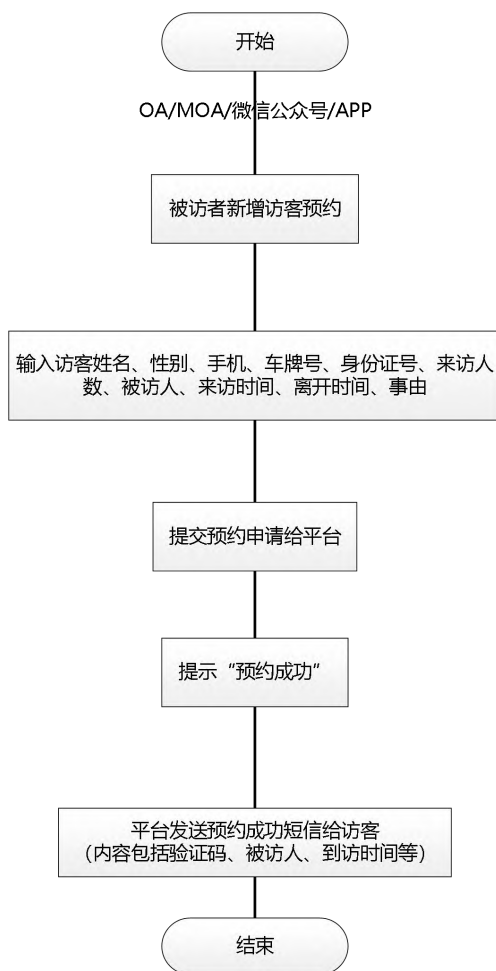 开始
OA/MOA/微信公众号/APP
被访者新增访客预约
输入访客姓名、性别、手机、车牌号、身份证号、来访人
数、被访人、来访时间、离开时间、事由
提交预约申请给平台
提示“预约成功”
平台发送预约成功短信给访客
（内容包括验证码、被访人、到访时间等）
结束